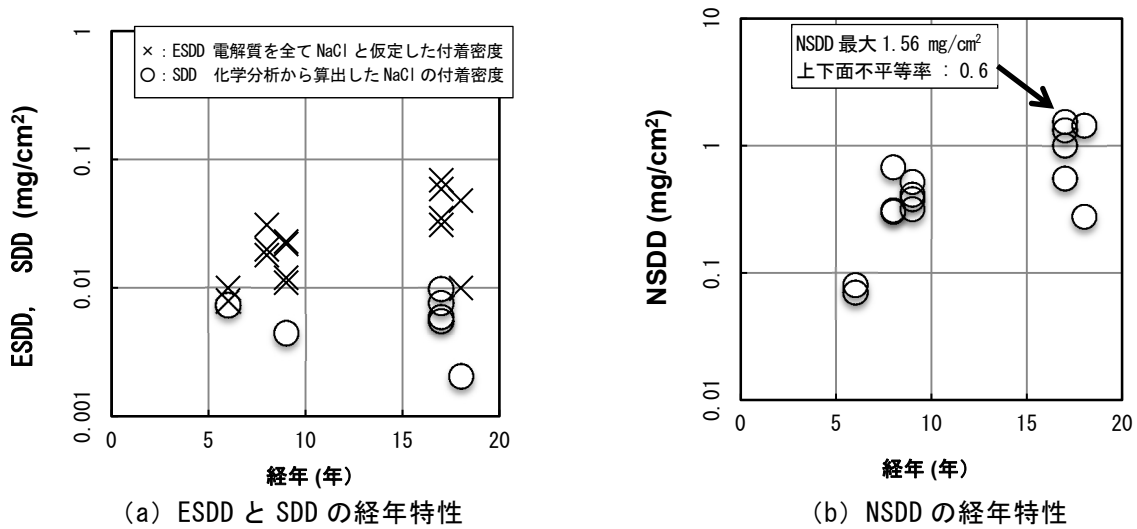 × : ESDD 電解質を全て NaCl と仮定した付着密度
○ : SDD 化学分析から算出した NaCl の付着密度
ESDD, SDD (mg/cm²)
1
0.1
0.01
0.001
0 5 10 15 20
経年 (年)
(a) ESDD と SDD の経年特性
NSDD 最大 1.56 mg/cm²
上下面不平等率 : 0.6
NSDD (mg/cm²)
10
1
0.1
0.01
0 5 10 15 20
経年 (年)
(b) NSDD の経年特性